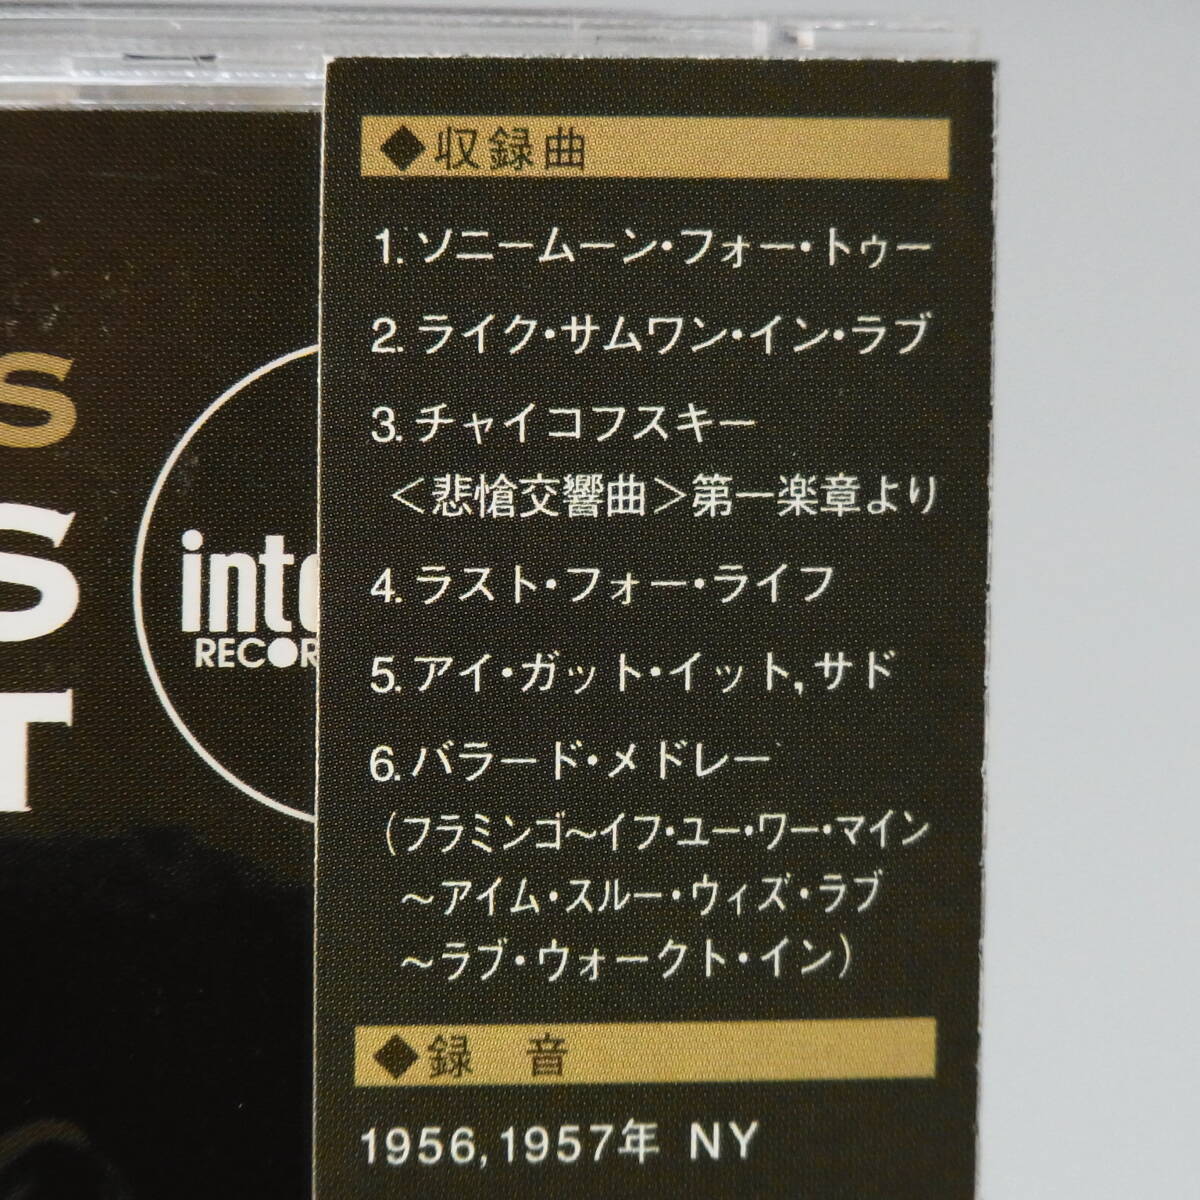 ◆収録曲
1. ソニームーン・フォー・トゥー
2. ライク・サムワン・イン・ラブ
3. チャイコフスキー
＜悲愴交響曲＞第一楽章より
4. ラスト・フォー・ライフ
5. アイ・ガット・イット, サド
6. バラード・メドレー
(フラミンゴ～イフ・ユー・ワー・マイン
～アイム・スルー・ウィズ・ラブ
～ラブ・ウォークト・イン)
◆録　音
1956, 1957年 NY
S
S
T
int
RECOR